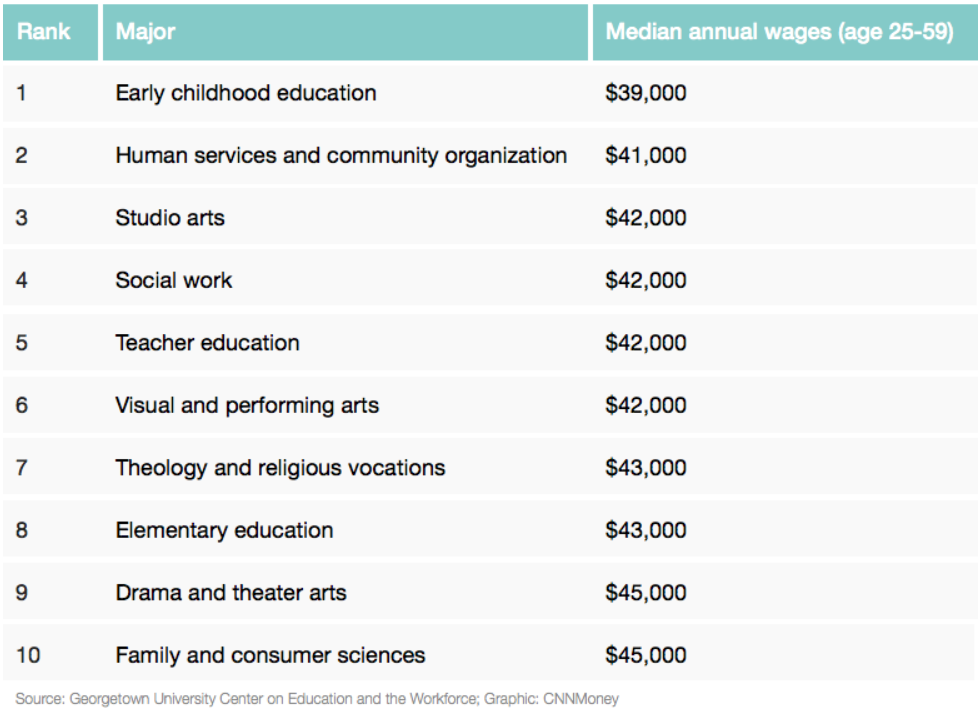 Rank Major Median annual wages (age 25-59)
1 Early childhood education $39,000
2 Human services and community organization $41,000
3 Studio arts $42,000
4 Social work $42,000
5 Teacher education $42,000
6 Visual and performing arts $42,000
7 Theology and religious vocations $43,000
8 Elementary education $43,000
9 Drama and theater arts $45,000
10 Family and consumer sciences $45,000
Source: Georgetown University Center on Education and the Workforce; Graphic: CNNMoney